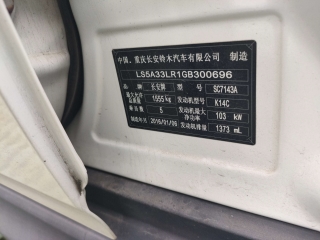 中国．重庆长安铃木汽车有限公司 制造
LS5A33LR1GB300696
品 牌 长安牌 型 号 SC7143A
最大允许总质量 1555 kg 发动机型号 K14C
乘坐人数 5 发动机最大净功率 103 kW
制造年月 2016/01/06 发动机排量 1373 mL